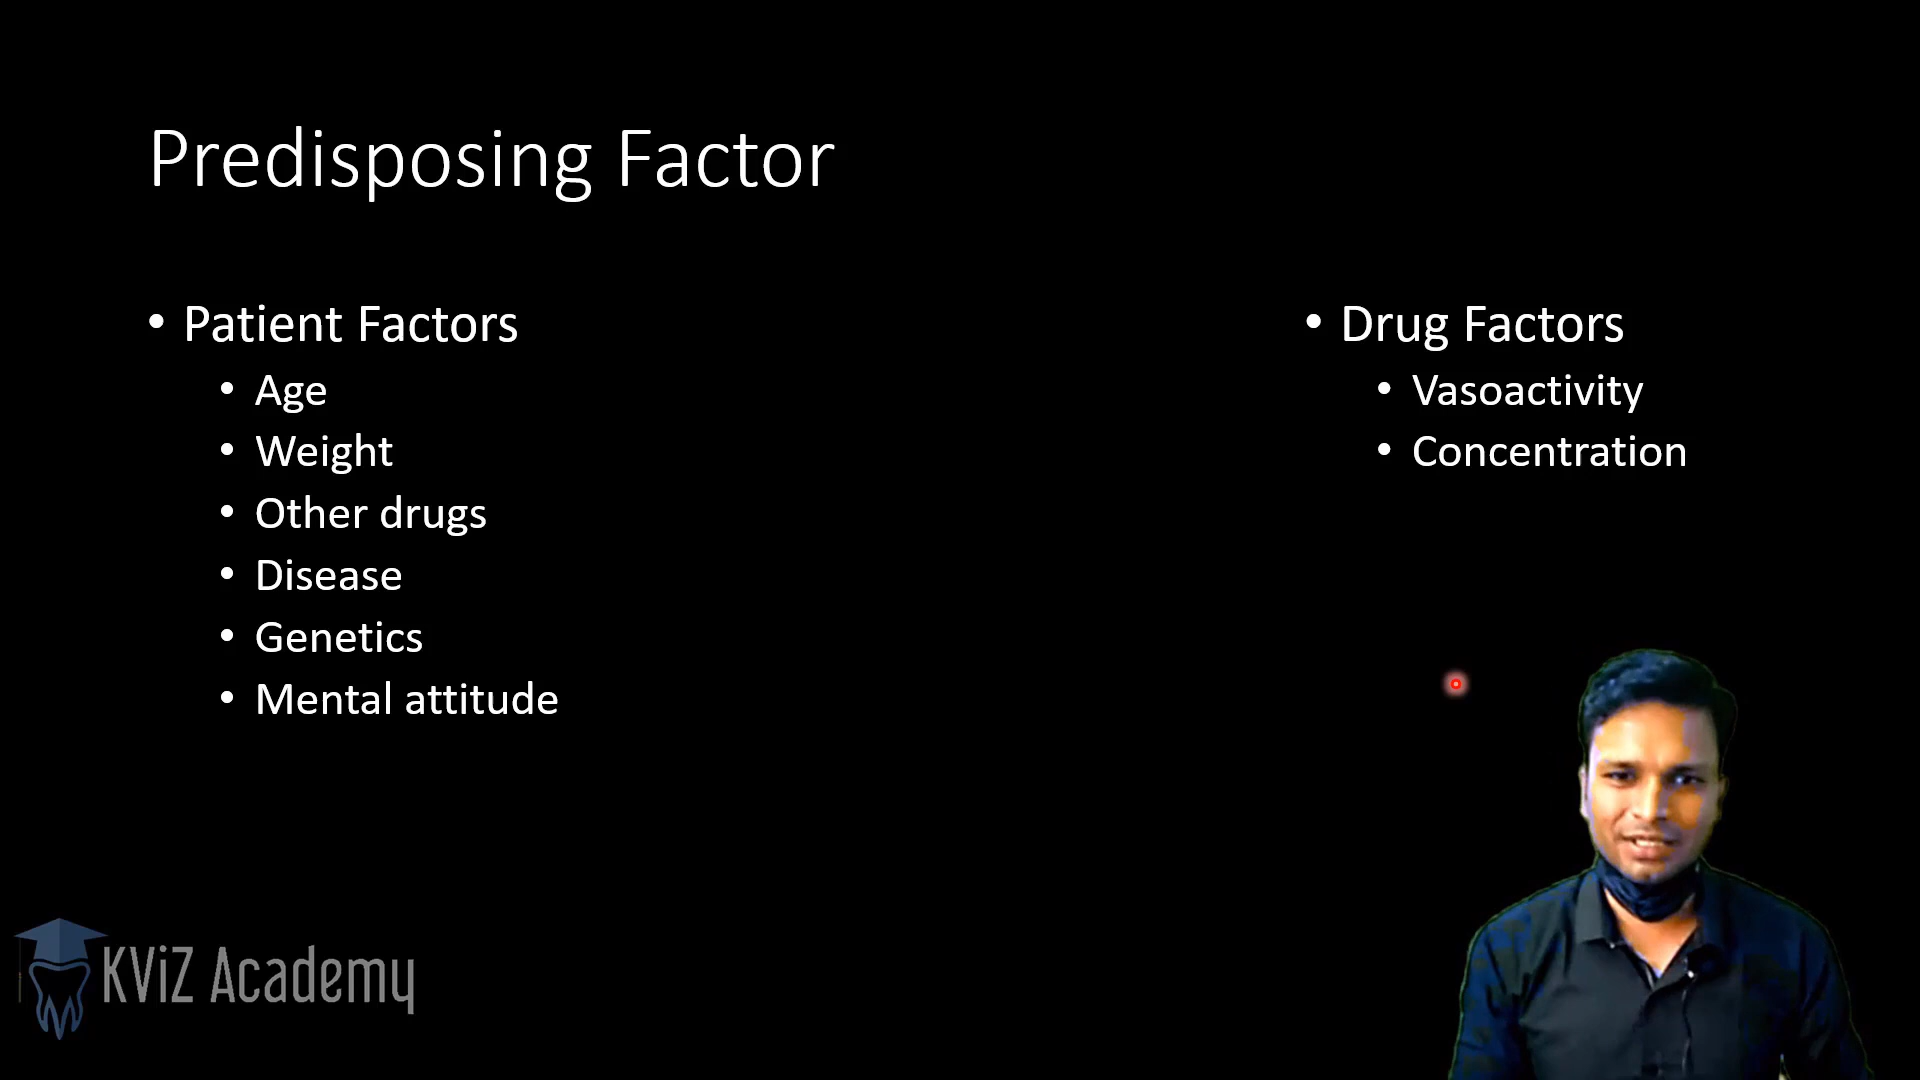 Predisposing Factor
• Patient Factors
• Age
• Weight
• Other drugs
• Disease
• Genetics
• Mental attitude
• Drug Factors
• Vasoactivity
• Concentration
KViZ Academy